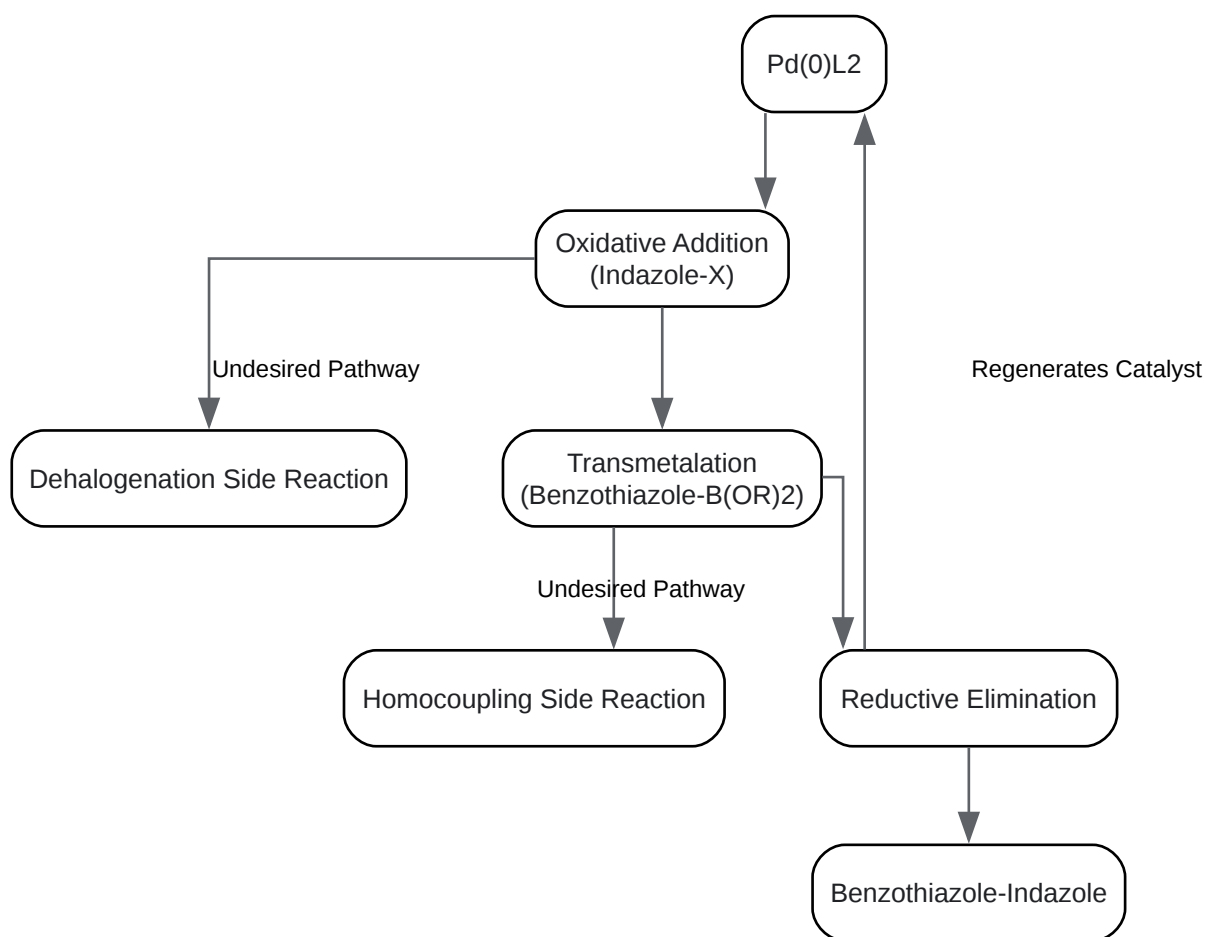 Pd(0)L2
Oxidative Addition
(Indazole-X)
Undesired Pathway
Regenerates Catalyst
Dehalogenation Side Reaction
Transmetalation
(Benzothiazole-B(OR)2)
Undesired Pathway
Homocoupling Side Reaction
Reductive Elimination
Benzothiazole-Indazole